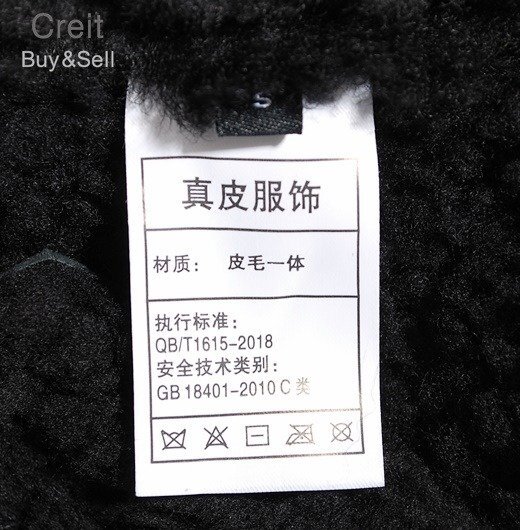 Creit
Buy&Sell
S
真皮服饰
材质： 皮毛一体
执行标准：
QB/T1615-2018
安全技术类别：
GB 18401-2010 C 类